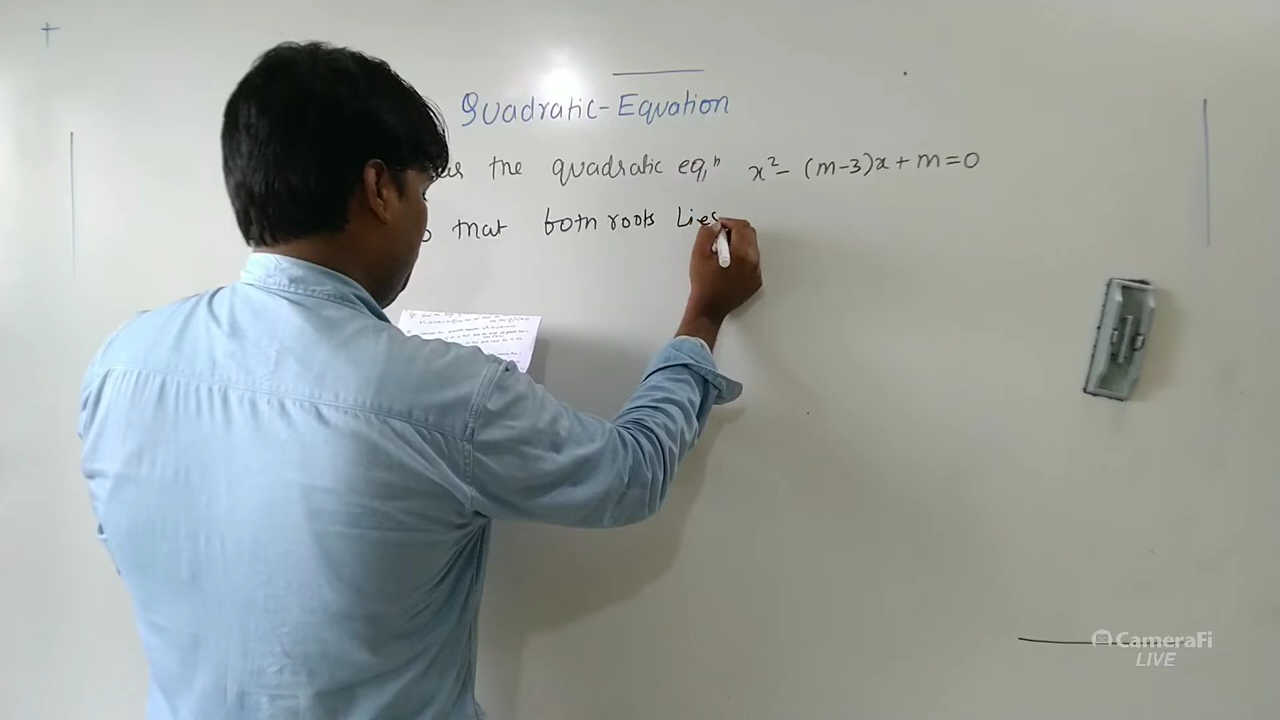 Quadratic-Equation
the quadratic eqⁿ x² - (m-3)x + m = 0
that both roots Lies
CameraFi
LIVE